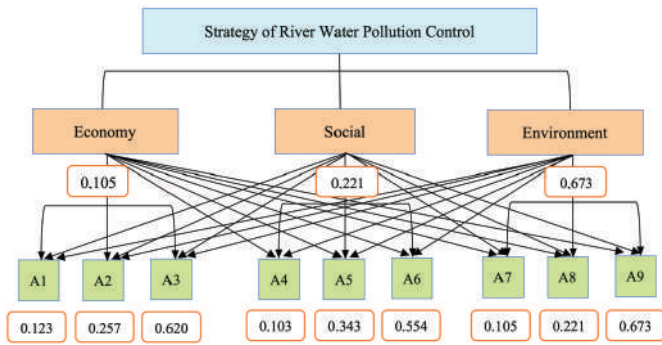 Strategy of River Water Pollution Control
Economy
Social
Environment
0.105
0.221
0.673
A1
A2
A3
A4
A5
A6
A7
A8
A9
0.123
0.257
0.620
0.103
0.343
0.554
0.105
0.221
0.673